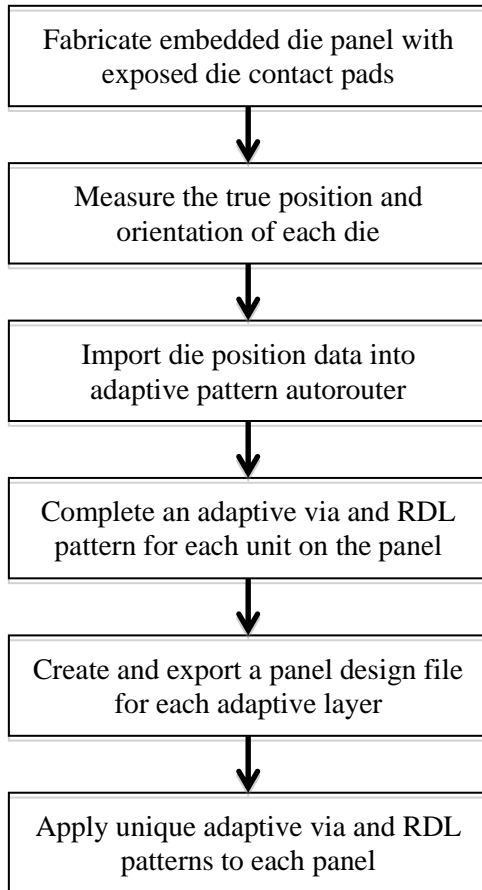 Fabricate embedded die panel with
exposed die contact pads
Measure the true position and
orientation of each die
Import die position data into
adaptive pattern autorouter
Complete an adaptive via and RDL
pattern for each unit on the panel
Create and export a panel design file
for each adaptive layer
Apply unique adaptive via and RDL
patterns to each panel